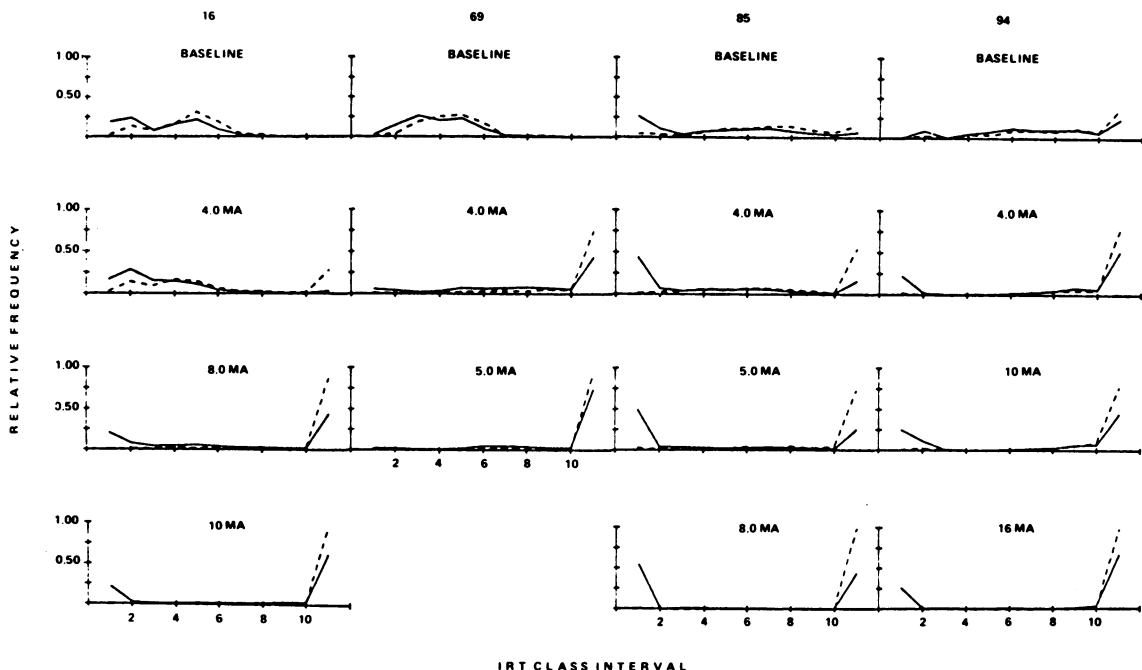 16 69 85 94
BASELINE BASELINE BASELINE BASELINE
1.00
0.50
4.0 MA 4.0 MA 4.0 MA 4.0 MA
1.00
0.50
8.0 MA 5.0 MA 5.0 MA 10 MA
1.00
0.50
2 4 6 8 10
10 MA 8.0 MA 16 MA
1.00
0.50
2 4 6 8 10 2 4 6 8 10 2 4 6 8 10
RELATIVE FREQUENCY
IRT CLASS INTERVAL